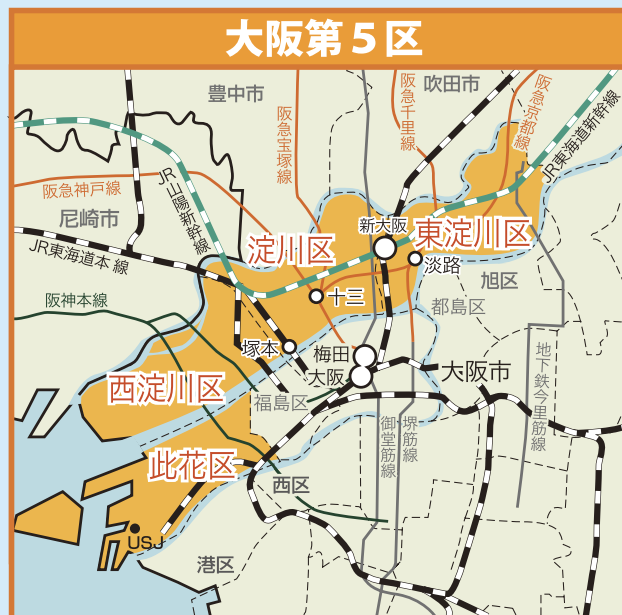 大阪第５区
豊中市
吹田市
阪急宝塚線
阪急千里線
阪急京都線
JR東海道新幹線
JR山陽新幹線
阪急神戸線
尼崎市
JR東海道本線
淀川区
新大阪
東淀川区
淡路
旭区
十三
阪神本線
都島区
塚本
梅田
大阪
大阪市
西淀川区
福島区
地下鉄今里筋線
御堂筋線
堺筋線
此花区
西区
USJ
港区